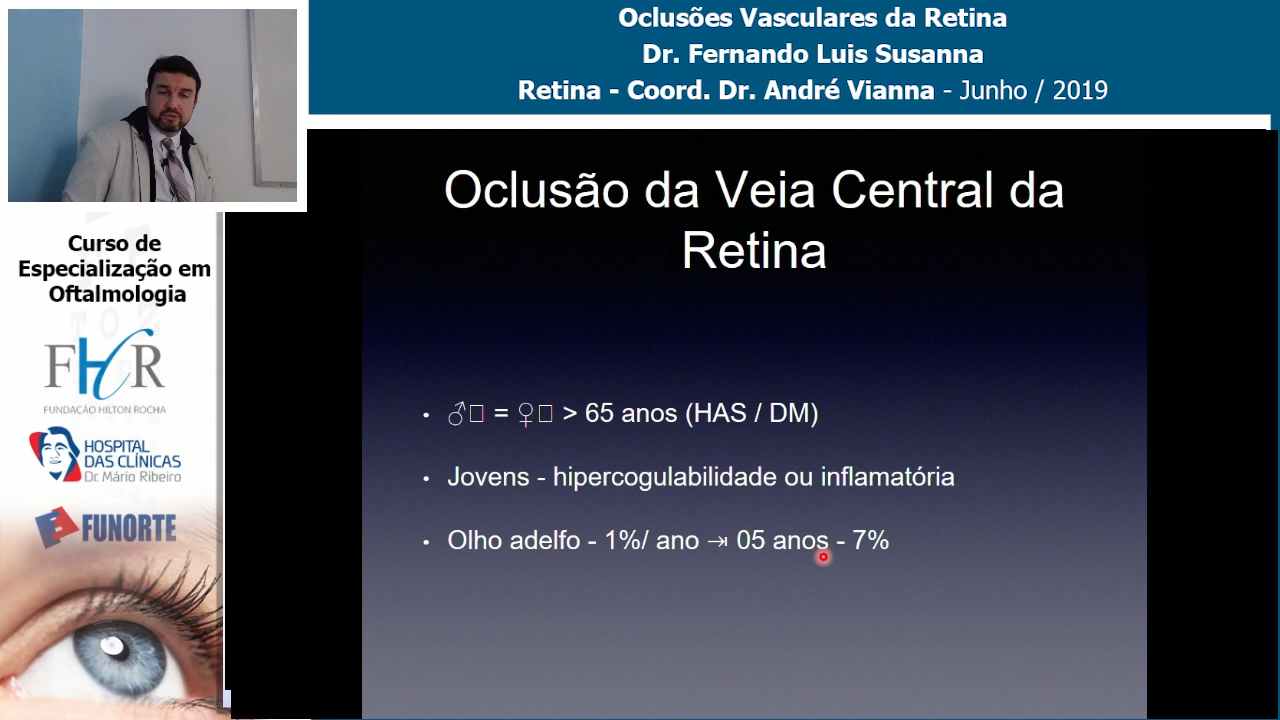 Oclusões Vasculares da Retina
Dr. Fernando Luis Susanna
Retina - Coord. Dr. André Vianna - Junho / 2019
Curso de
Especialização em
Oftalmologia
FHR
FUNDAÇÃO HILTON ROCHA
HOSPITAL
DAS CLÍNICAS
Dr. Mário Ribeiro
FUNORTE
Oclusão da Veia Central da
Retina
• ♂□ = ♀□ > 65 anos (HAS / DM)
• Jovens - hipercogulabilidade ou inflamatória
• Olho adelfo - 1%/ ano ⇥ 05 anos - 7%